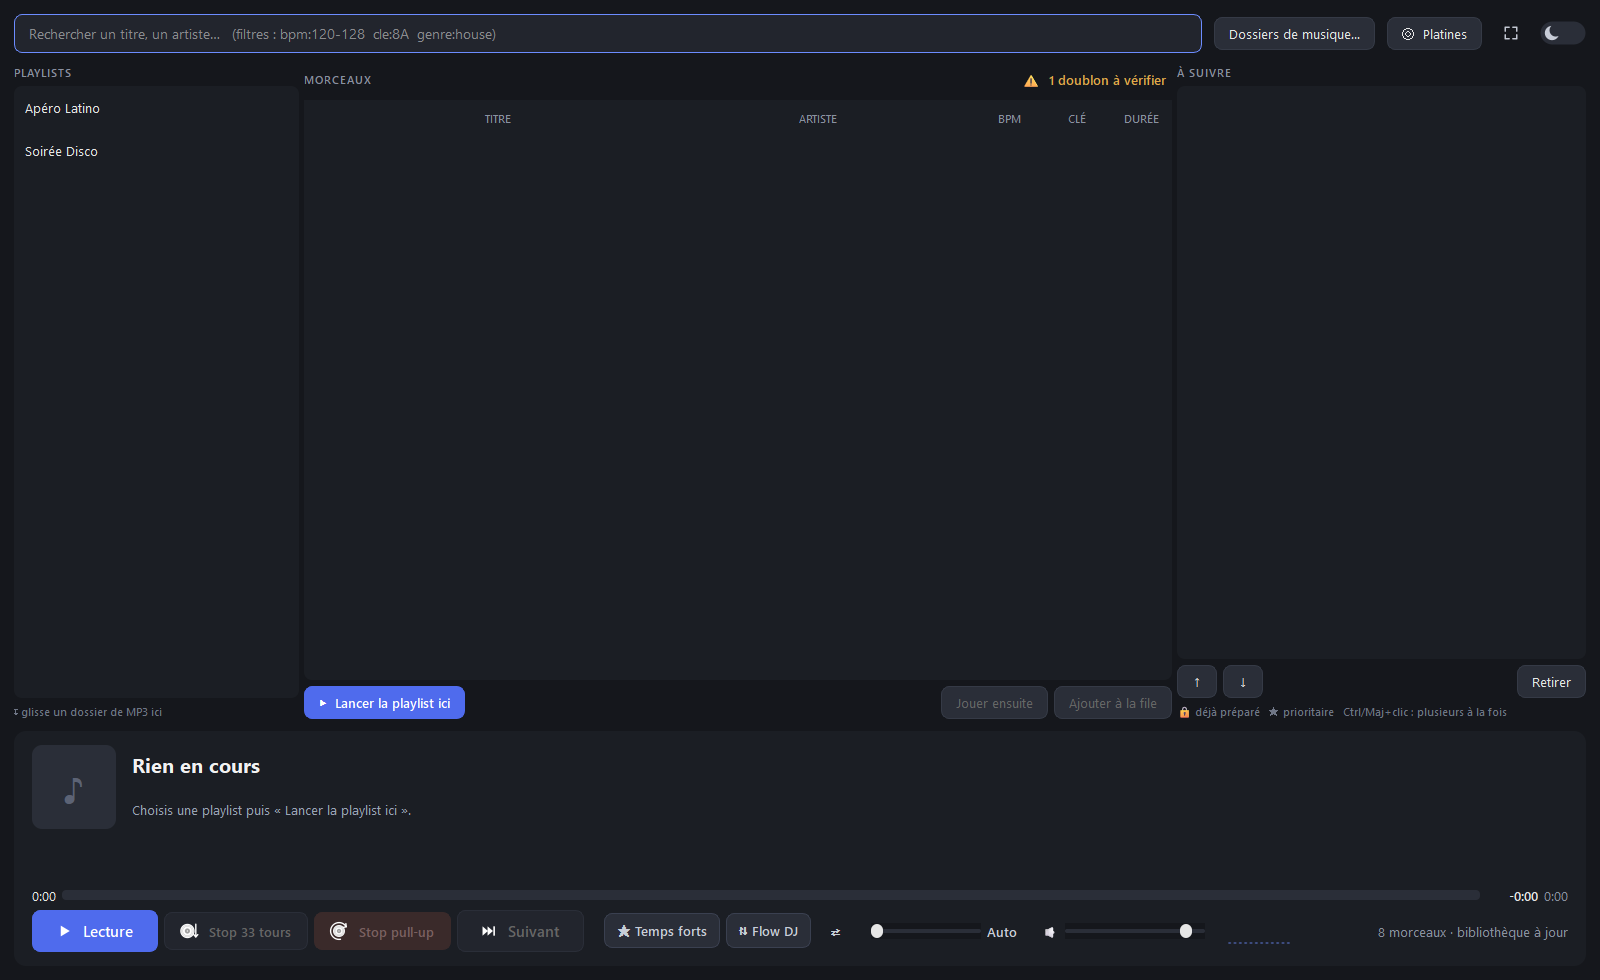 Rechercher un titre, un artiste... (filtres : bpm:120-128 cle:8A genre:house)
Dossiers de musique...
Platines
PLAYLISTS
MORCEAUX
1 doublon à vérifier
À SUIVRE
Apéro Latino
Soirée Disco
TITRE
ARTISTE
BPM
CLÉ
DURÉE
Lancer la playlist ici
Jouer ensuite
Ajouter à la file
↑
↓
Retirer
glisse un dossier de MP3 ici
déjà préparé ★ prioritaire Ctrl/Maj+clic : plusieurs à la fois
Rien en cours
Choisis une playlist puis « Lancer la playlist ici ».
0:00
-0:00 0:00
Lecture
Stop 33 tours
Stop pull-up
Suivant
★ Temps forts
⇅ Flow DJ
⇄
Auto
8 morceaux · bibliothèque à jour